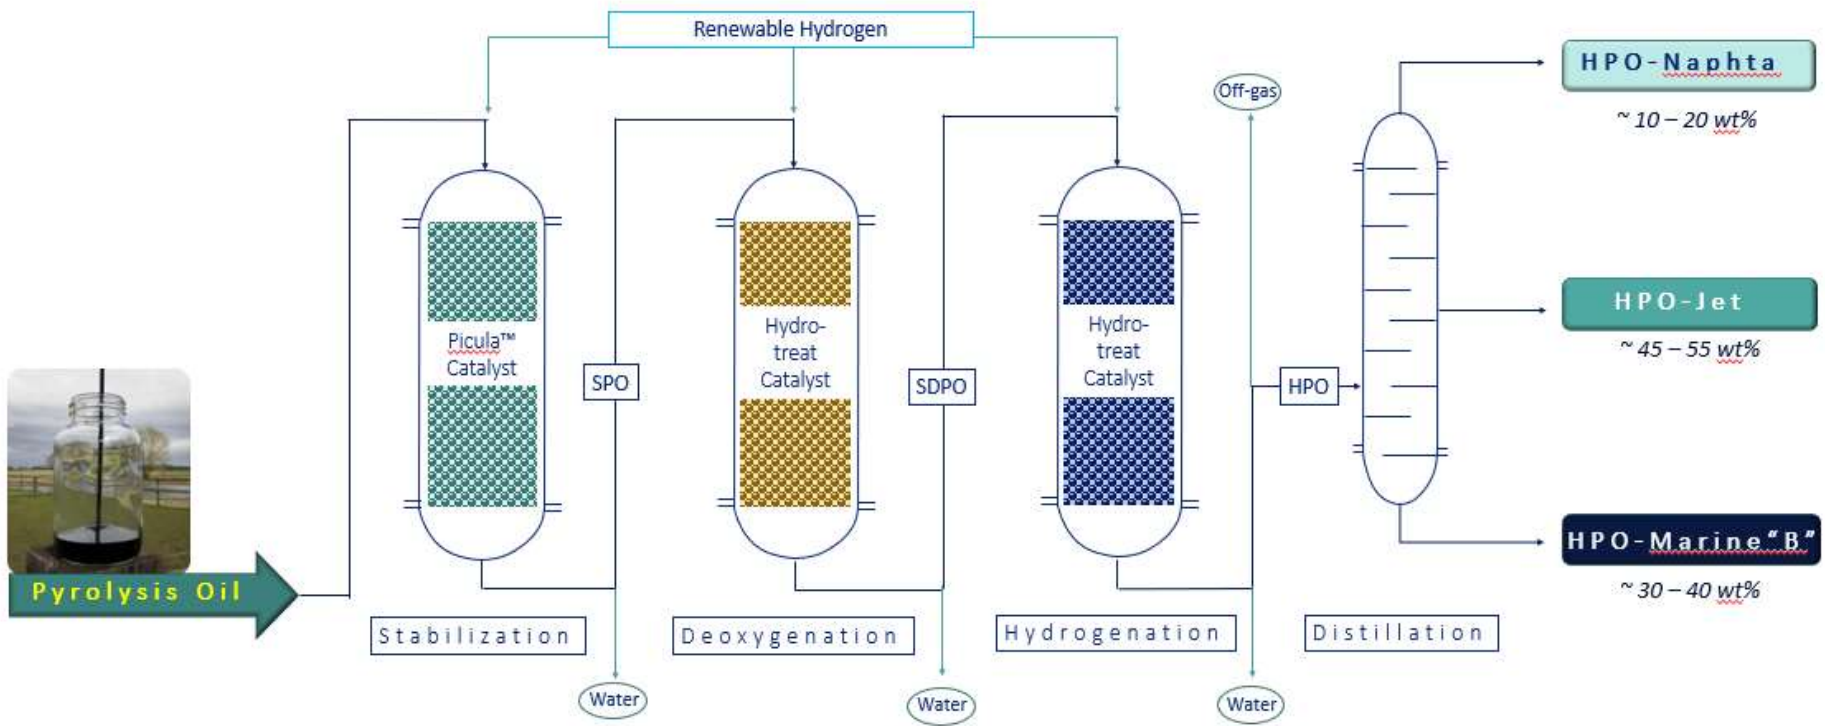 Renewable Hydrogen
Off-gas
HPO-Naphta
~ 10 – 20 wt%
Picula™
Catalyst
Hydro-
treat
Catalyst
Hydro-
treat
Catalyst
SPO
SDPO
HPO
HPO-Jet
~ 45 – 55 wt%
HPO-Marine“B”
~ 30 – 40 wt%
Pyrolysis Oil
Stabilization
Deoxygenation
Hydrogenation
Distillation
Water
Water
Water